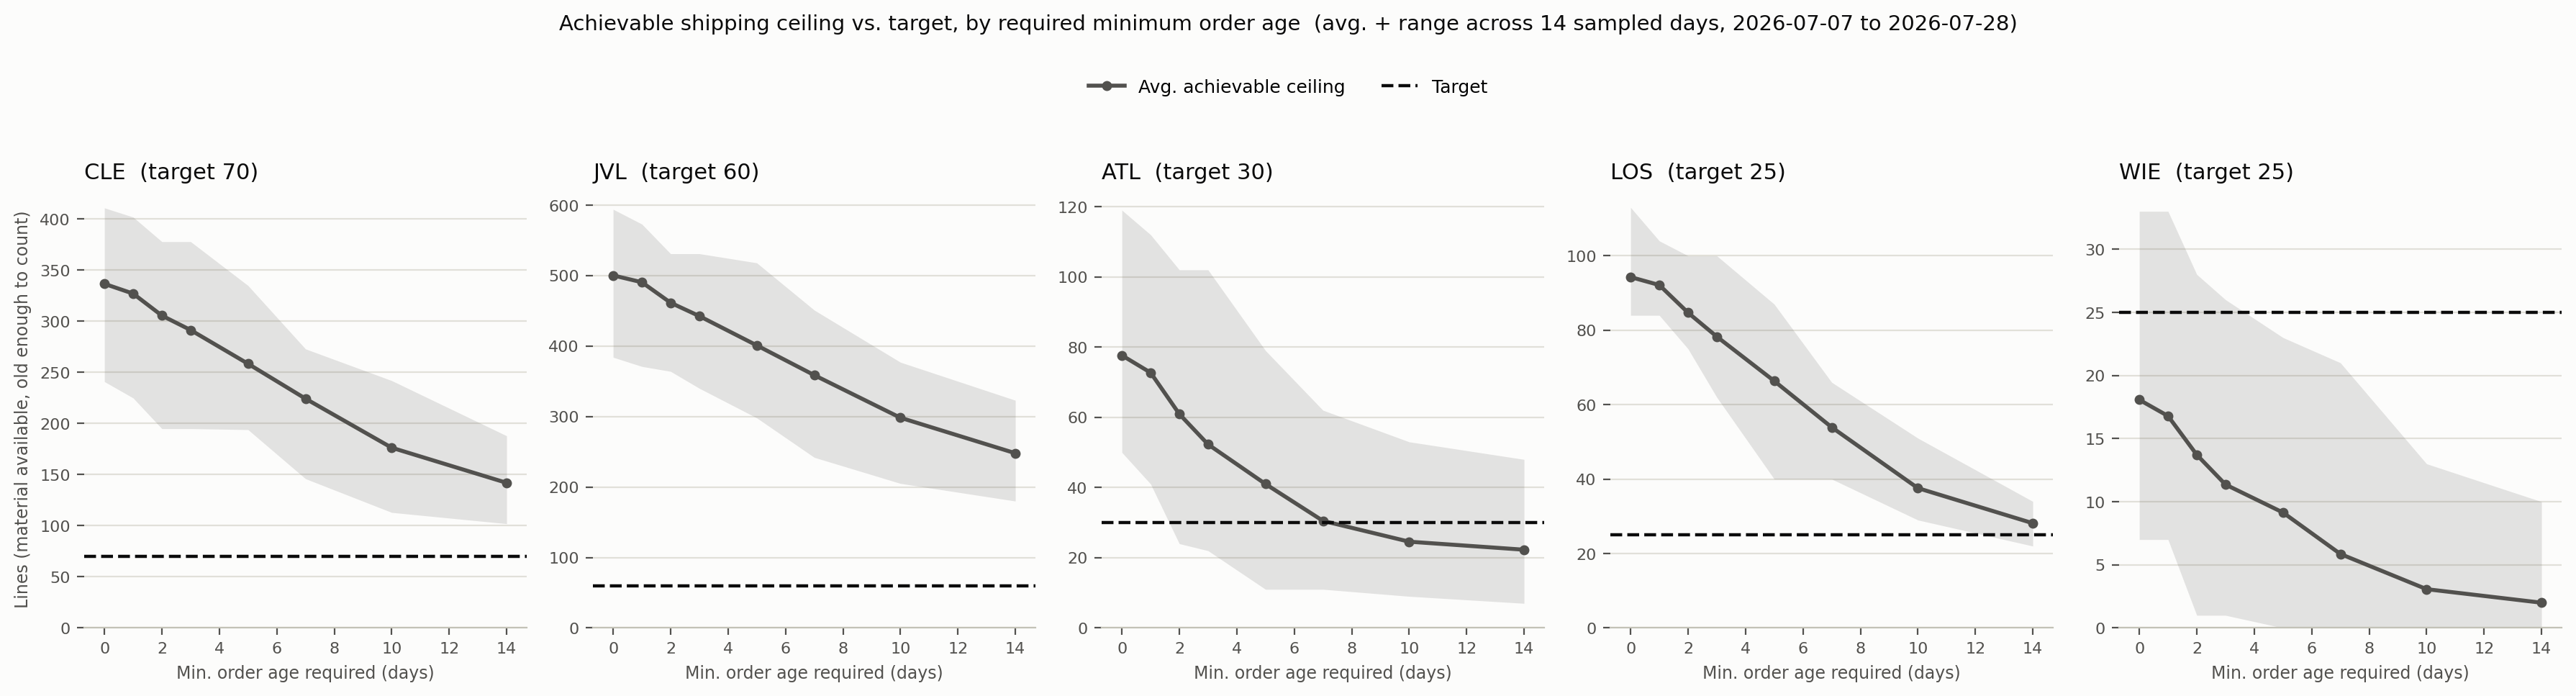 Achievable shipping ceiling vs. target, by required minimum order age  (avg. + range across 14 sampled days, 2026-07-07 to 2026-07-28)
Avg. achievable ceiling
Target
CLE  (target 70)
Lines (material available, old enough to count)
400
350
300
250
200
150
100
50
0
0 2 4 6 8 10 12 14
Min. order age required (days)
JVL  (target 60)
600
500
400
300
200
100
0
0 2 4 6 8 10 12 14
Min. order age required (days)
ATL  (target 30)
120
100
80
60
40
20
0
0 2 4 6 8 10 12 14
Min. order age required (days)
LOS  (target 25)
100
80
60
40
20
0
0 2 4 6 8 10 12 14
Min. order age required (days)
WIE  (target 25)
30
25
20
15
10
5
0
0 2 4 6 8 10 12 14
Min. order age required (days)